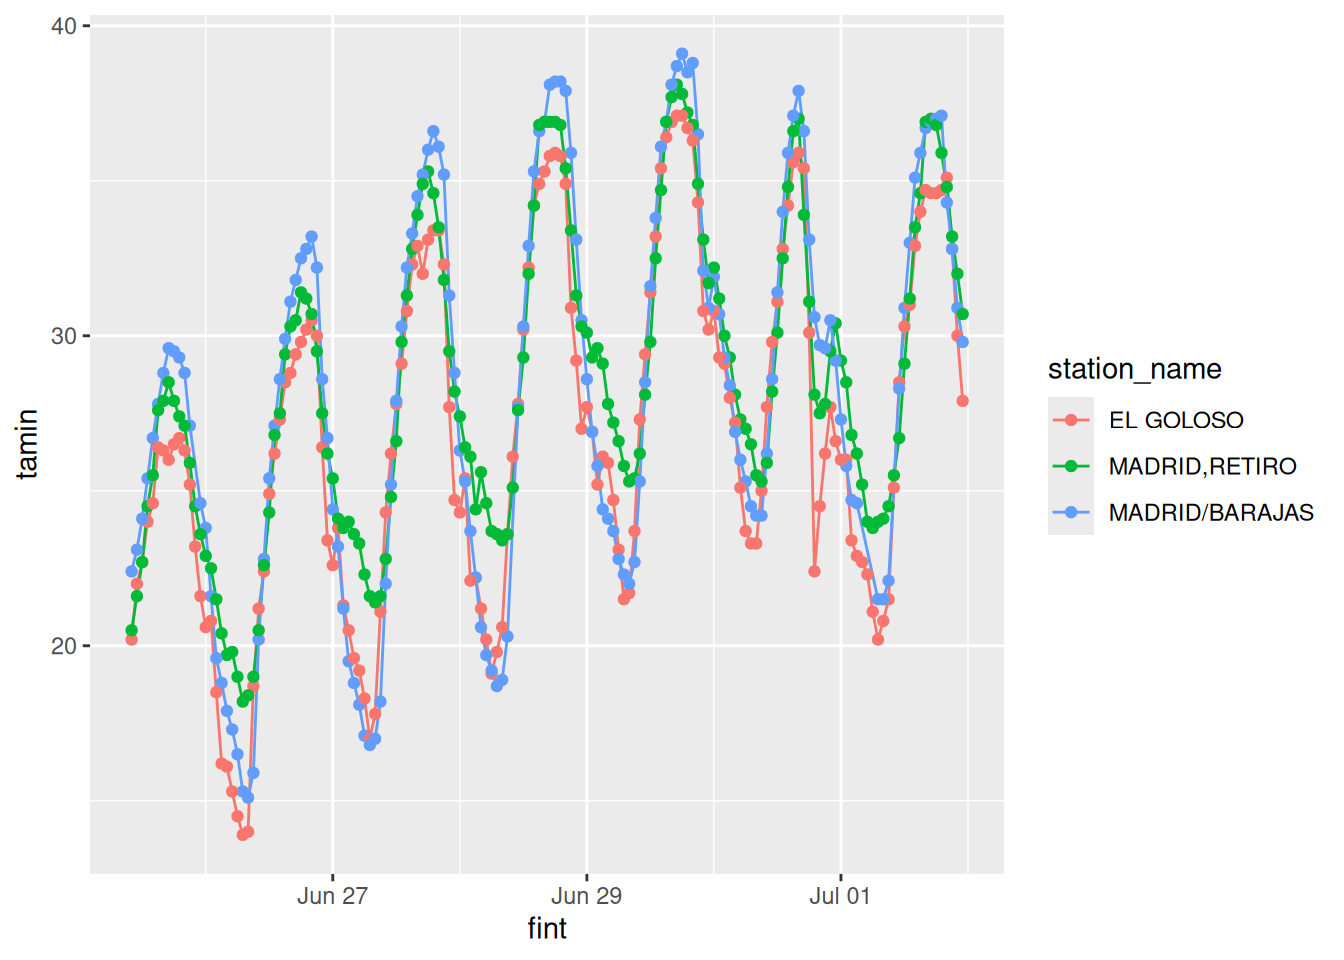 40
30
20
tamin
Jun 27
Jun 29
Jul 01
fint
station_name
EL GOLOSO
MADRID,RETIRO
MADRID/BARAJAS